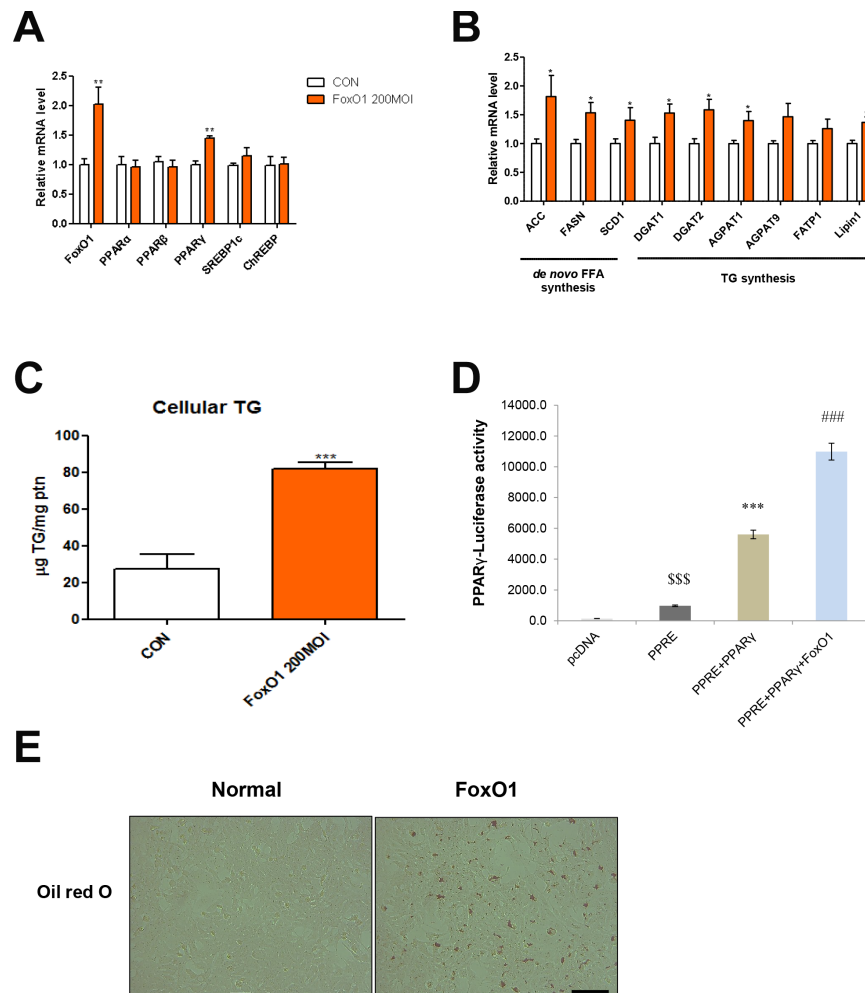 A
2.5
2.0
1.5
1.0
0.5
0.0
Relative mRNA level
**
**
CON
FoxO1 200MOI
FoxO1
PPARα
PPARβ
PPARγ
SREBP1c
ChREBP
B
2.5
2.0
1.5
1.0
0.5
0.0
Relative mRNA level
*
*
*
*
*
*
ACC
FASN
SCD1
DGAT1
DGAT2
AGPAT1
AGPAT9
FATP1
Lipin1
de novo FFA
synthesis
TG synthesis
C
Cellular TG
100
80
60
40
20
0
µg TG/mg ptn
***
CON
FoxO1 200MOI
D
14000.0
12000.0
10000.0
8000.0
6000.0
4000.0
2000.0
0.0
PPARγ-Luciferase activity
$$$
***
###
pcDNA
PPRE
PPRE+PPARγ
PPRE+PPARγ+FoxO1
E
Normal
FoxO1
Oil red O